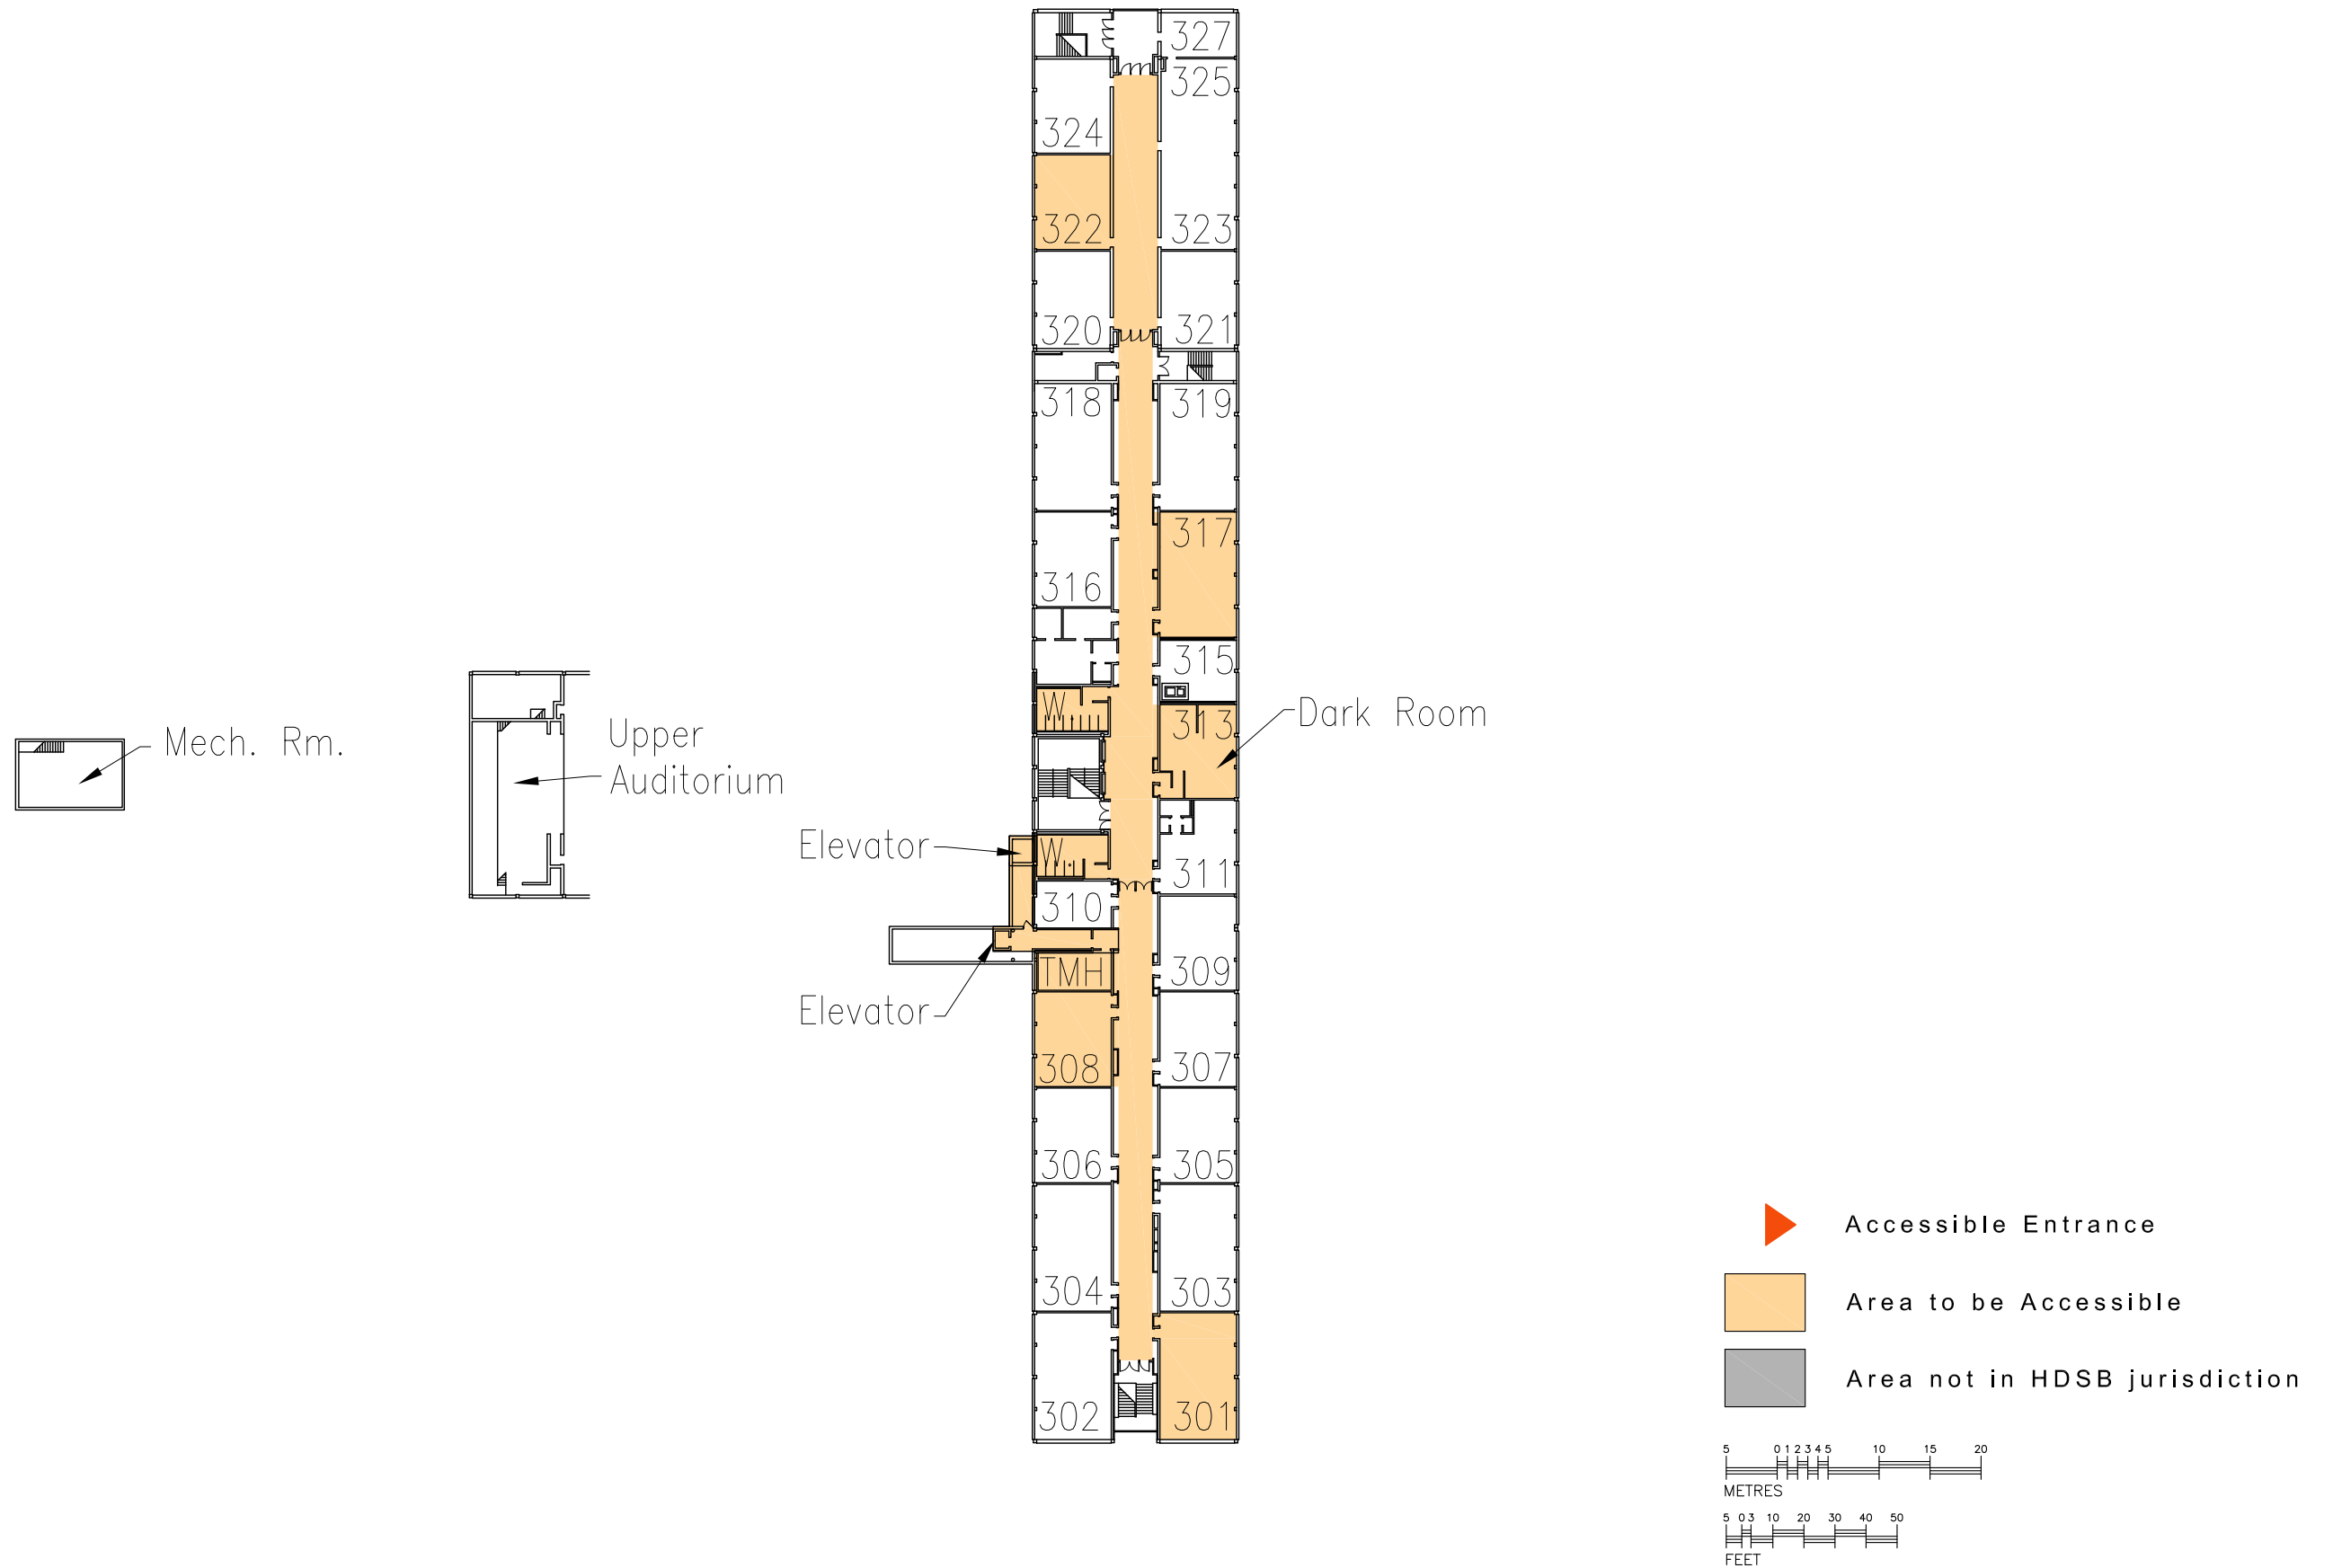 327
325
324
322
323
320
321
318
319
317
316
315
W.
313
Dark Room
Mech. Rm.
Upper
Auditorium
Elevator
W.
311
310
TMH
309
Elevator
308
307
306
305
304
303
302
301
Accessible Entrance
Area to be Accessible
Area not in HDSB jurisdiction
5 0 1 2 3 4 5 10 15 20
METRES
5 0 3 10 20 30 40 50
FEET